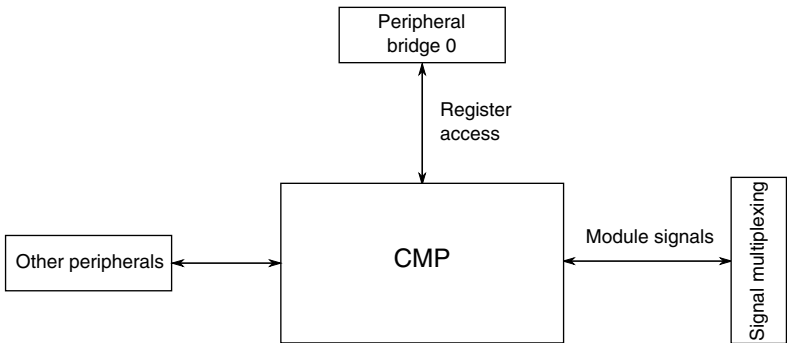 Peripheral
bridge 0
Register
access
Other peripherals
CMP
Module signals
Signal multiplexing